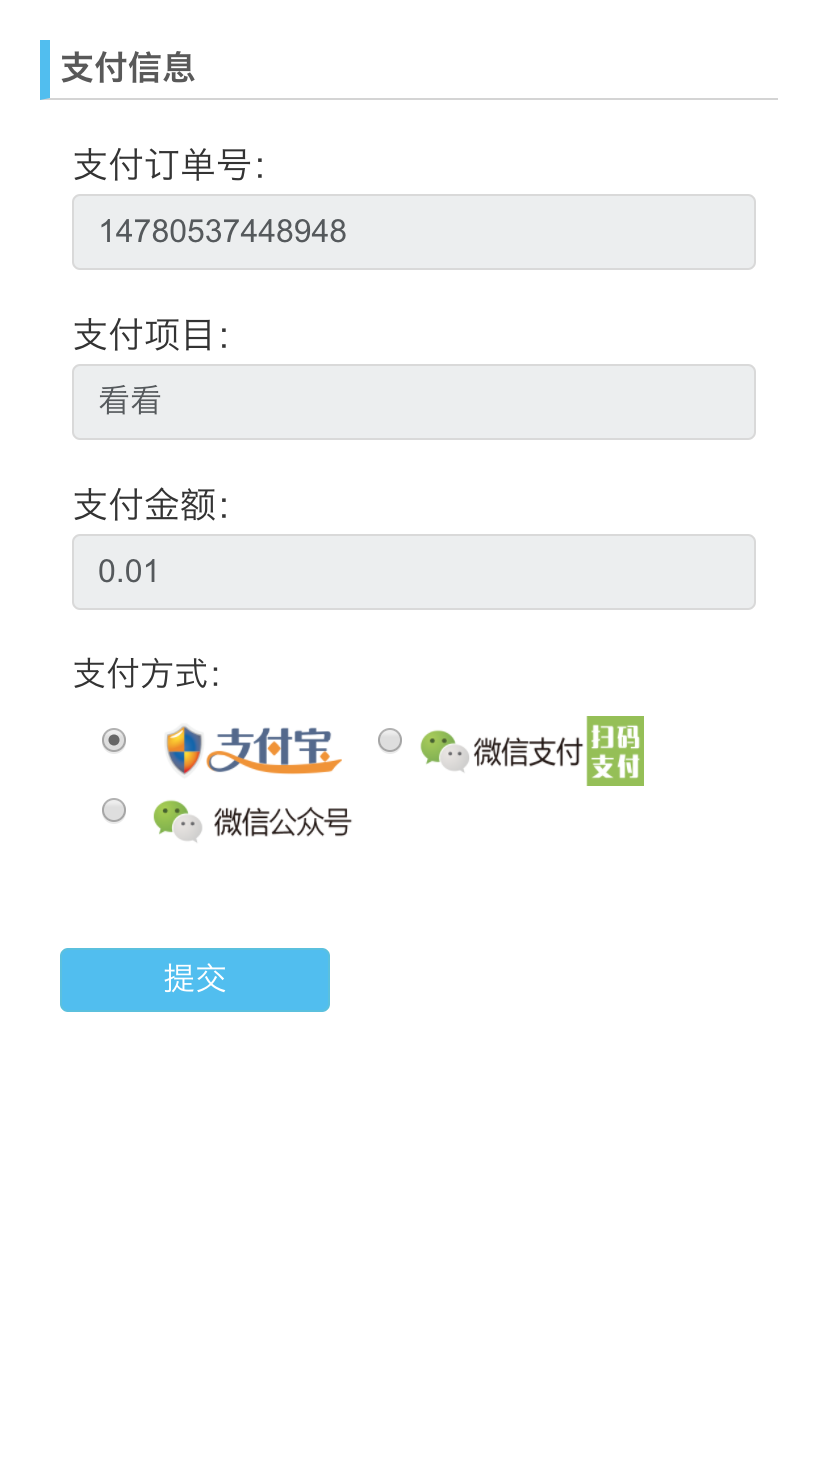 支付信息
支付订单号：
14780537448948
支付项目：
看看
支付金额：
0.01
支付方式：
支付宝 微信支付 扫码支付
微信公众号
提交